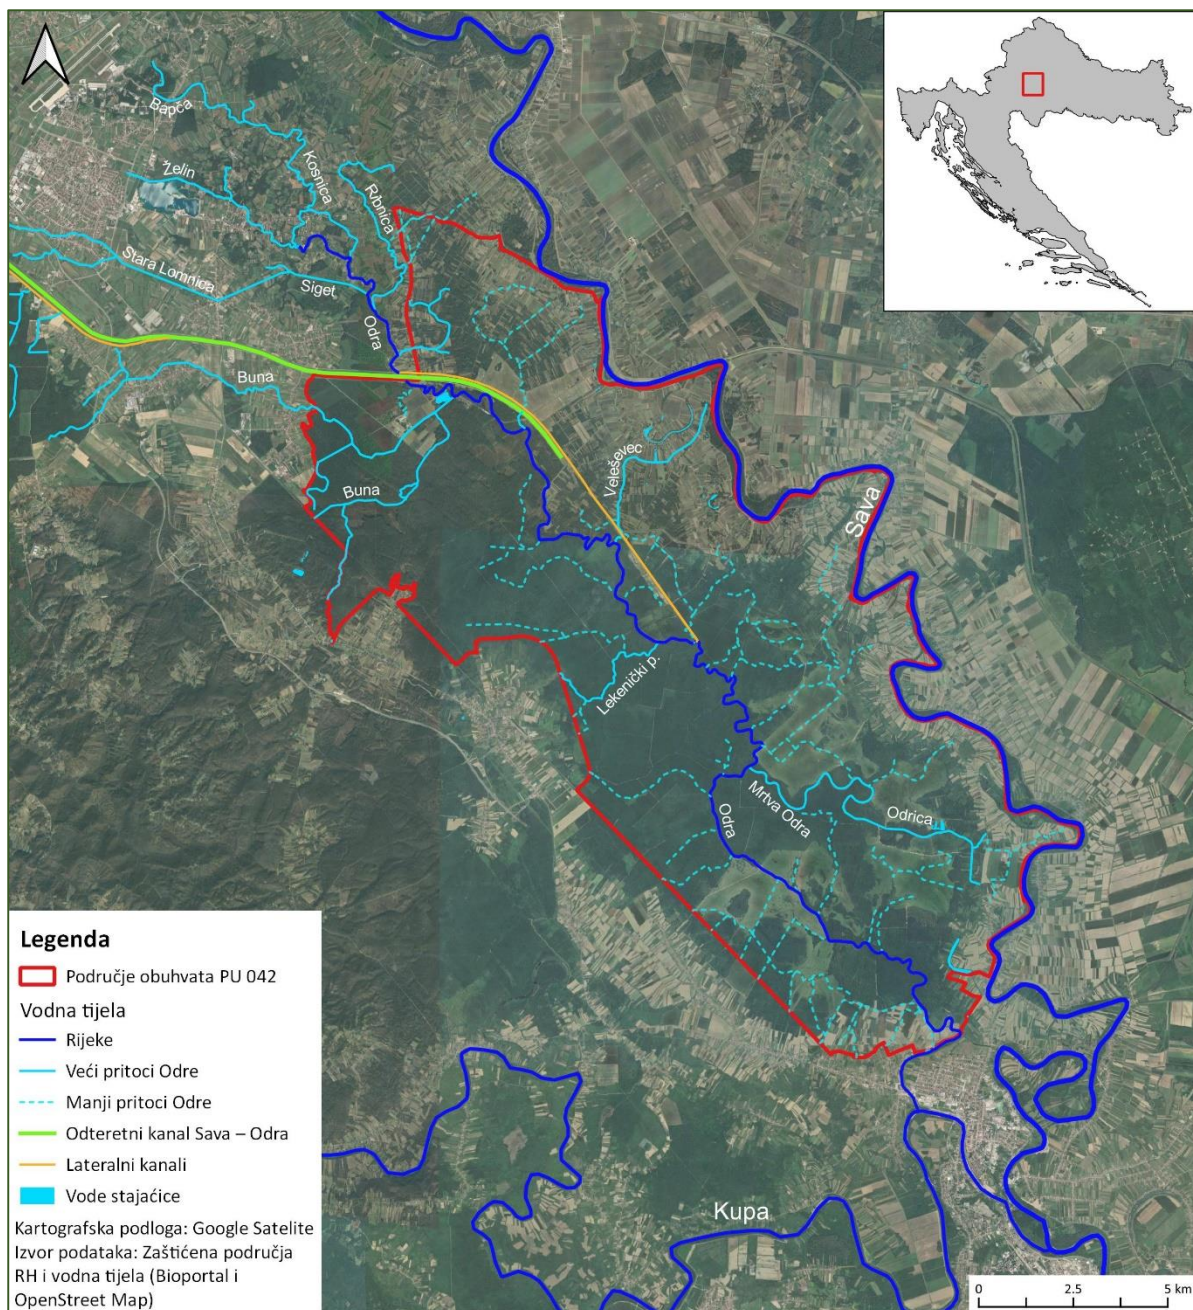 Bapča
Želin
Kosnica
Ribnica
Stara Lomnica
Siget
Odra
Buna
Buna
Veleševec
Sava
Lekenički p.
Mrtva Odra
Odrica
Odra
Kupa
Legenda
Područje obuhvata PU 042
Vodna tijela
Rijeke
Veći pritoci Odre
Manji pritoci Odre
Odteretni kanal Sava – Odra
Lateralni kanali
Vode stajaćice
Kartografska podloga: Google Satelite
Izvor podataka: Zaštićena područja
RH i vodna tijela (Bioportal i
OpenStreet Map)
0 2.5 5 km